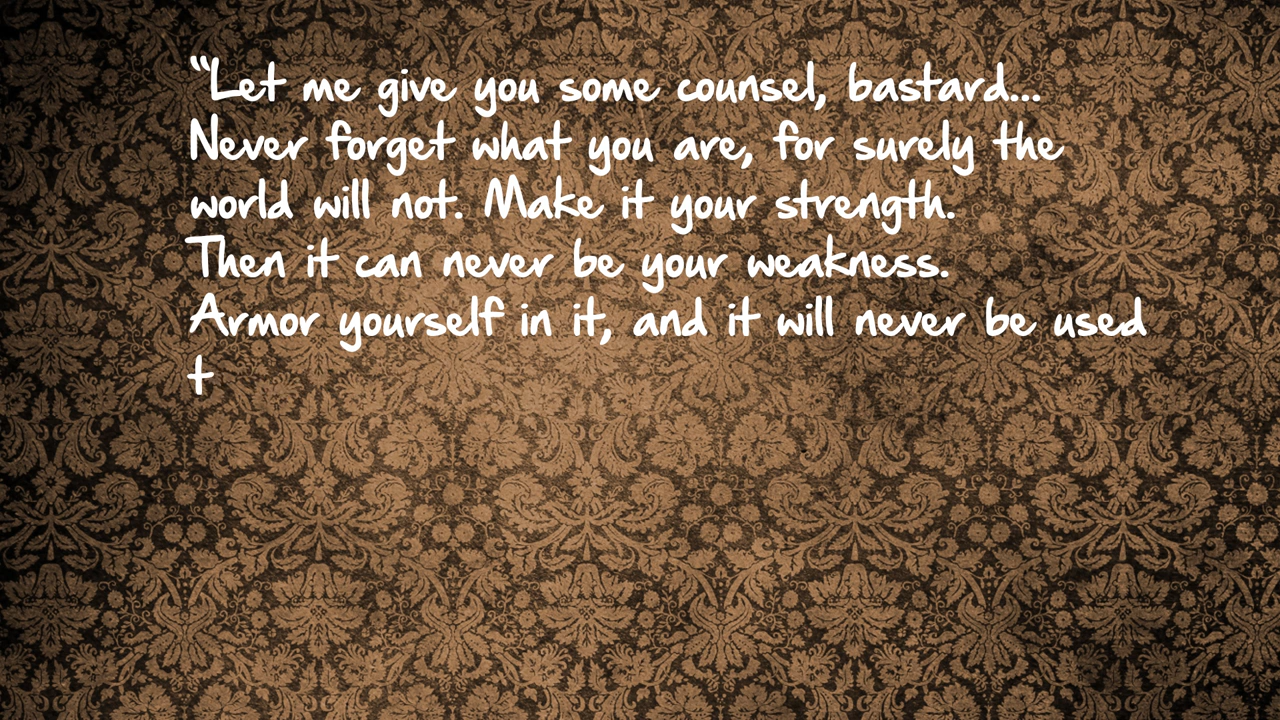 “Let me give you some counsel, bastard...
Never forget what you are, for surely the
world will not. Make it your strength.
Then it can never be your weakness.
Armor yourself in it, and it will never be used
t